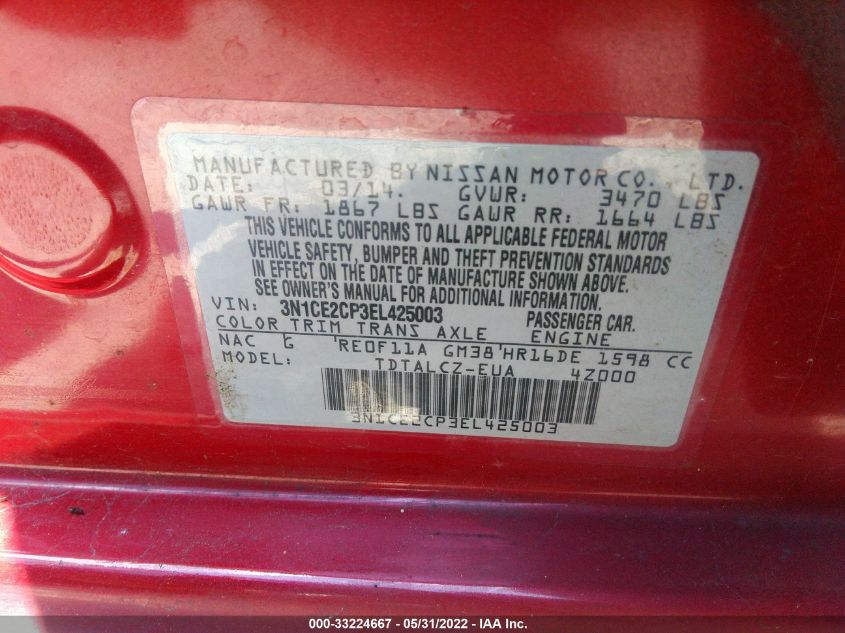 MANUFACTURED BY NISSAN MOTOR CO., LTD.
DATE: 03/14. GVWR: 3470 LBS
GAWR FR: 1867 LBS GAWR RR: 1664 LBS
THIS VEHICLE CONFORMS TO ALL APPLICABLE FEDERAL MOTOR
VEHICLE SAFETY, BUMPER AND THEFT PREVENTION STANDARDS
IN EFFECT ON THE DATE OF MANUFACTURE SHOWN ABOVE.
SEE OWNER'S MANUAL FOR ADDITIONAL INFORMATION.
VIN: 3N1CE2CP3EL425003 PASSENGER CAR.
COLOR TRIM TRANS AXLE ENGINE
NAC G 'RE0F11A GM38'HR16DE 1598 CC
MODEL: TDTALCZ-EUA 4Z000
3N1CE2CP3EL425003
000-33224667 - 05/31/2022 - IAA Inc.